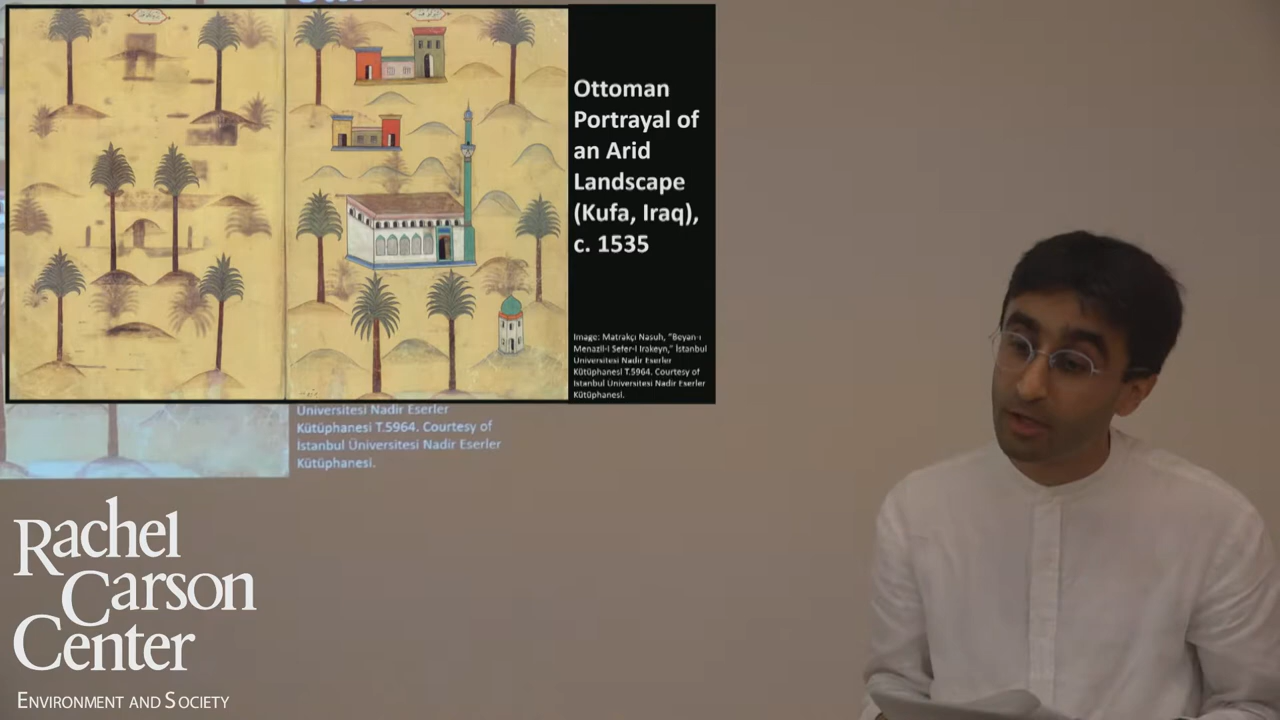 Ottoman
Portrayal of
an Arid
Landscape
(Kufa, Iraq),
c. 1535
Image: Matrakçı Nasuh, "Beyan-ı
Menazil-i Sefer-i Irakeyn," İstanbul
Üniversitesi Nadir Eserler
Kütüphanesi T.5964. Courtesy of
İstanbul Üniversitesi Nadir Eserler
Kütüphanesi.
Üniversitesi Nadir Eserler
Kütüphanesi T.5964. Courtesy of
İstanbul Üniversitesi Nadir Eserler
Kütüphanesi.
Rachel
Carson
Center
ENVIRONMENT AND SOCIETY